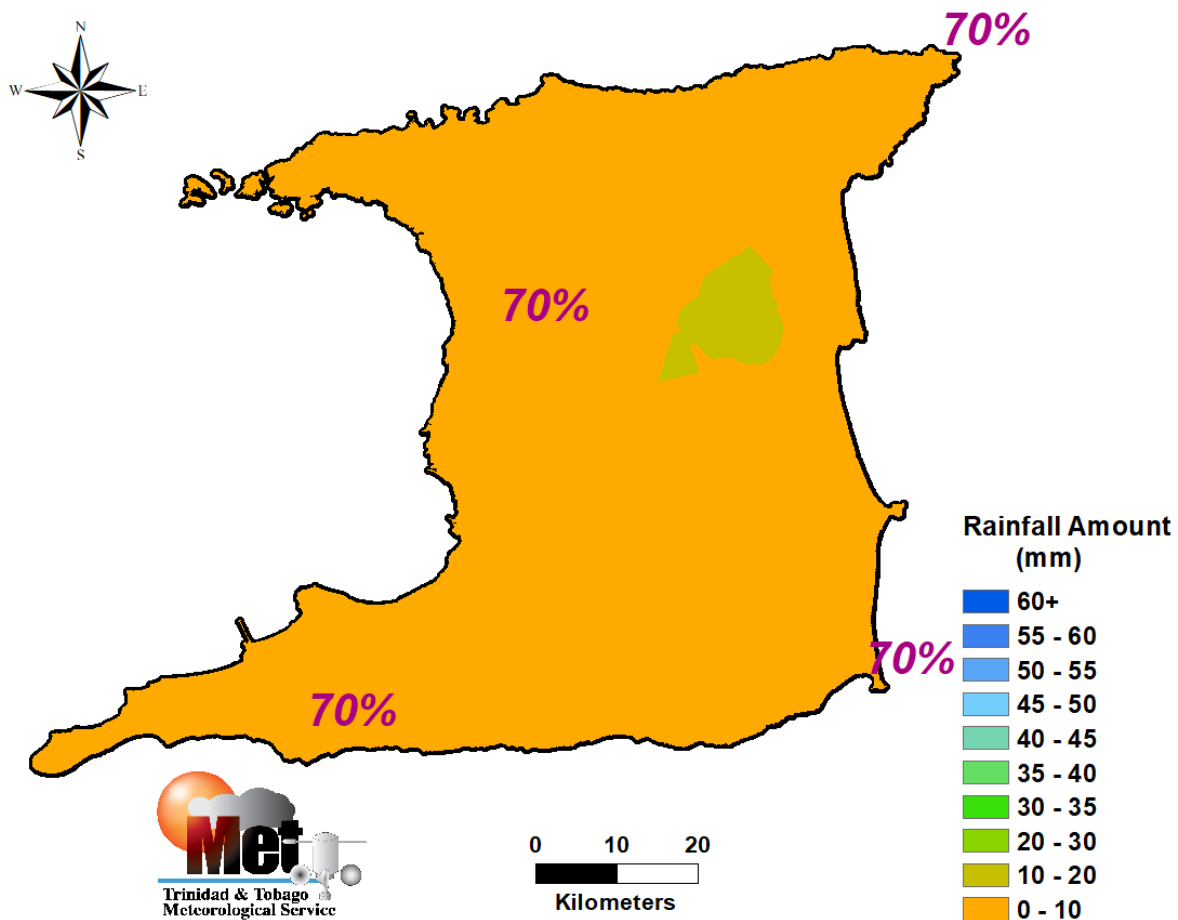 70%
N
W
E
S
70%
Rainfall Amount
(mm)
60+
55 - 60
50 - 55
45 - 50
40 - 45
35 - 40
30 - 35
20 - 30
10 - 20
0 - 10
70%
70%
Met
Trinidad & Tobago
Meteorological Service
0 10 20
Kilometers